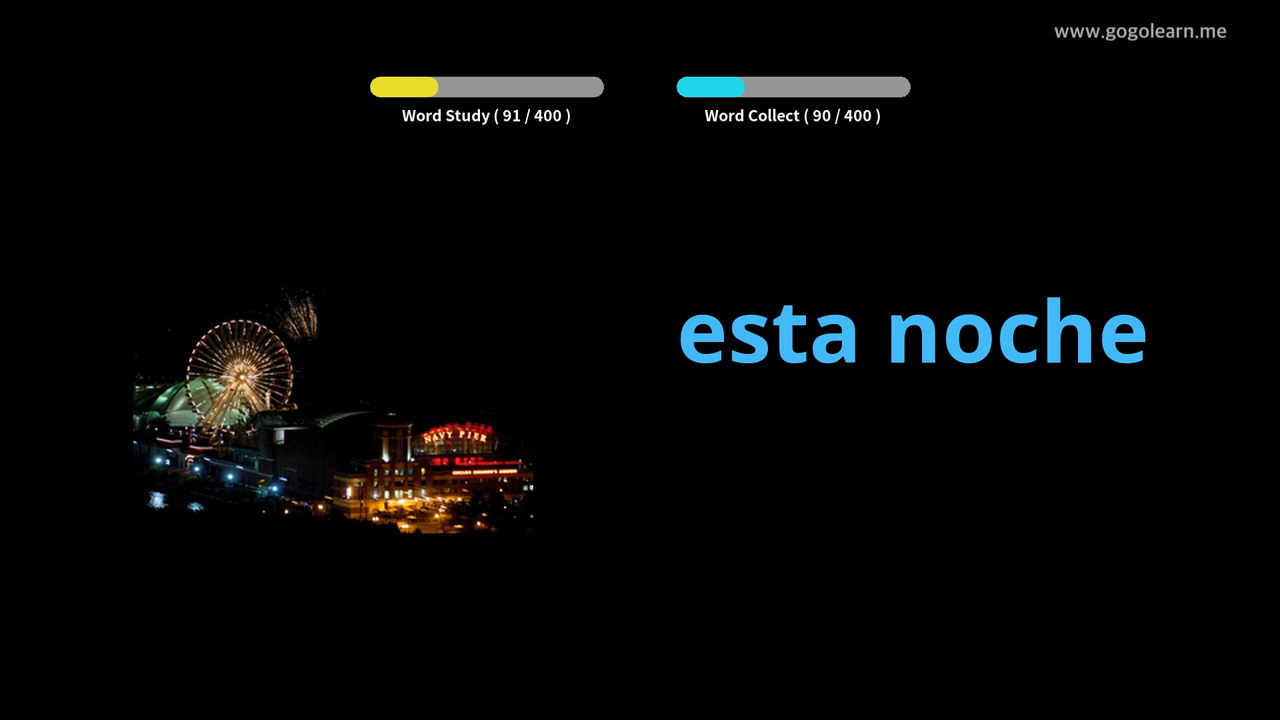 www.gogolearn.me
Word Study ( 91 / 400 )
Word Collect ( 90 / 400 )
esta noche
NAVY PIER